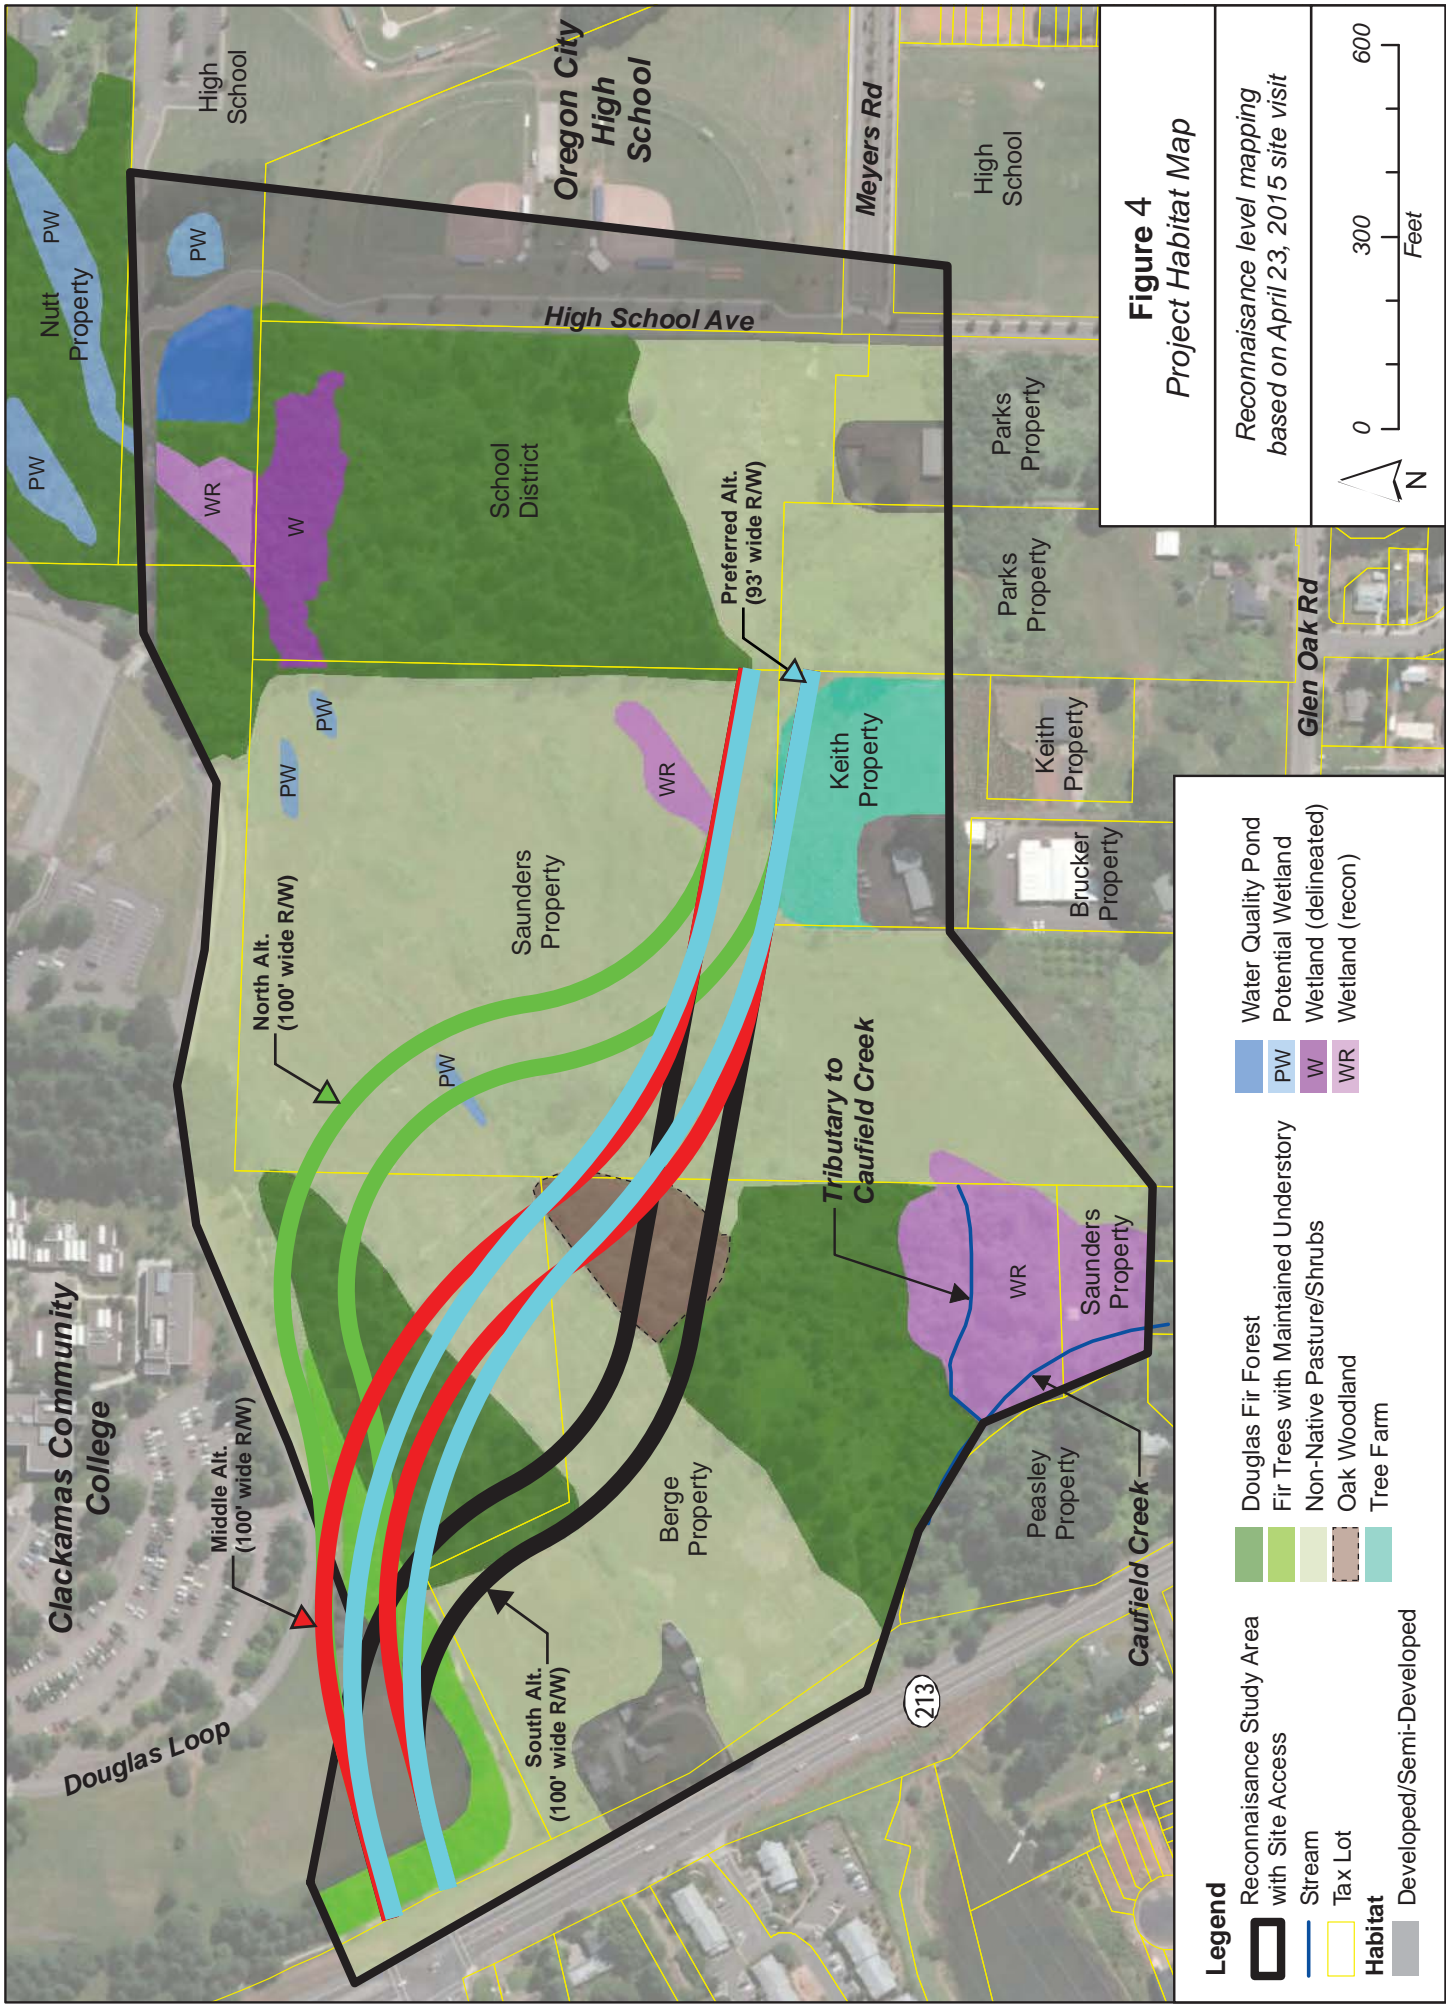 Clackamas Community
College
Douglas Loop
Middle Alt.
(100' wide R/W)
North Alt.
(100' wide R/W)
South Alt.
(100' wide R/W)
Preferred Alt.
(93' wide R/W)
Nutt
Property
PW
PW
PW
High
School
Oregon City
High
School
High School Ave
Meyers Rd
High
School
WR
W
School
District
PW
PW
PW
WR
Saunders
Property
Keith
Property
Parks
Property
Parks
Property
Keith
Property
Brucker
Property
Glen Oak Rd
Tributary to
Caufield Creek
WR
Saunders
Property
Berge
Property
Peasley
Property
Caufield Creek
213
Legend
Reconnaisance Study Area
with Site Access
Stream
Tax Lot
Habitat
Developed/Semi-Developed
Douglas Fir Forest
Fir Trees with Maintained Understory
Non-Native Pasture/Shrubs
Oak Woodland
Tree Farm
Water Quality Pond
PW Potential Wetland
W Wetland (delineated)
WR Wetland (recon)
Figure 4
Project Habitat Map
Reconnaisance level mapping
based on April 23, 2015 site visit
0 300 600
Feet
N